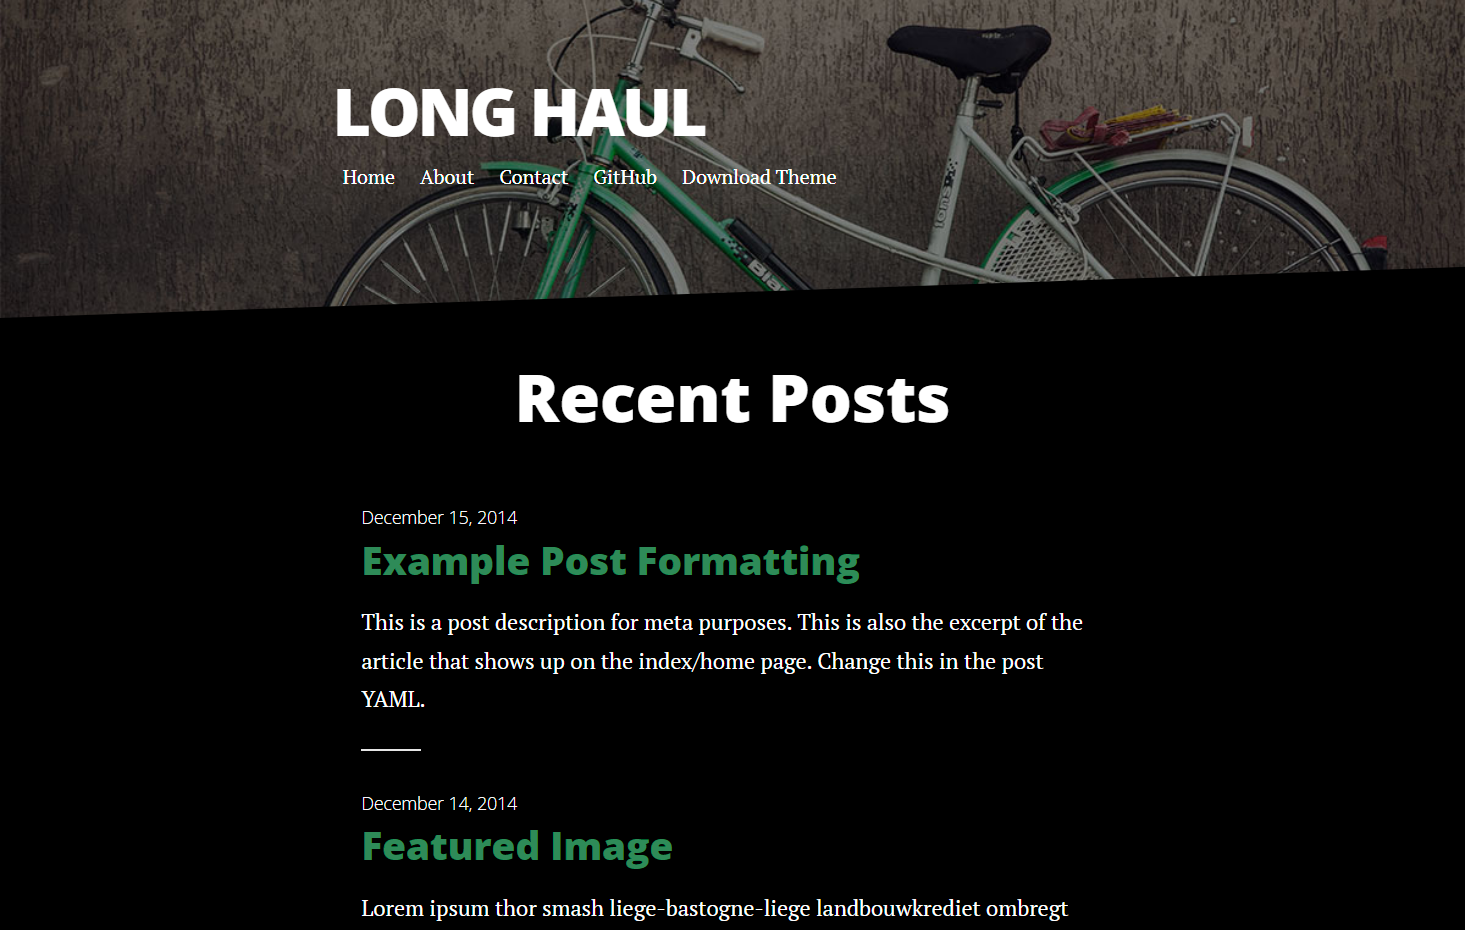 LONG HAUL
Home About Contact GitHub Download Theme
Recent Posts
December 15, 2014
Example Post Formatting
This is a post description for meta purposes. This is also the excerpt of the
article that shows up on the index/home page. Change this in the post
YAML.
December 14, 2014
Featured Image
Lorem ipsum thor smash liege-bastogne-liege landbouwkrediet ombregt